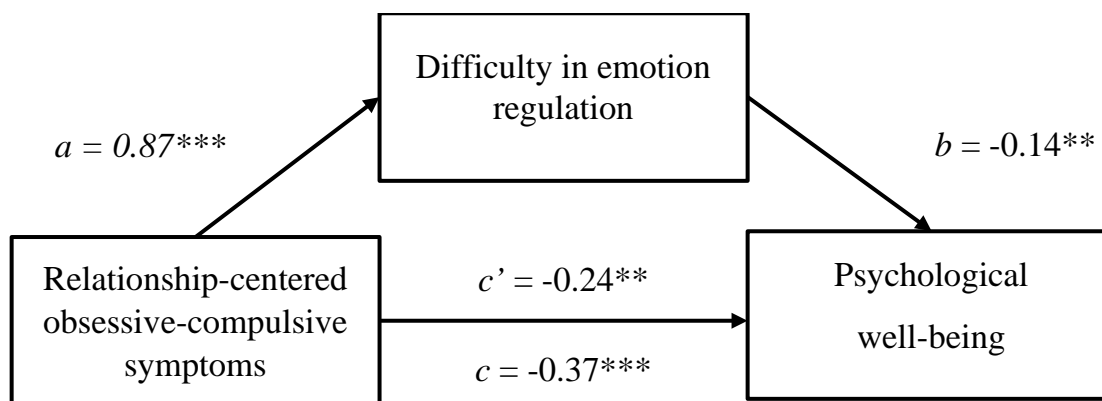 Difficulty in emotion
regulation
a = 0.87***
b = -0.14**
Relationship-centered
obsessive-compulsive
symptoms
c’ = -0.24**
c = -0.37***
Psychological
well-being